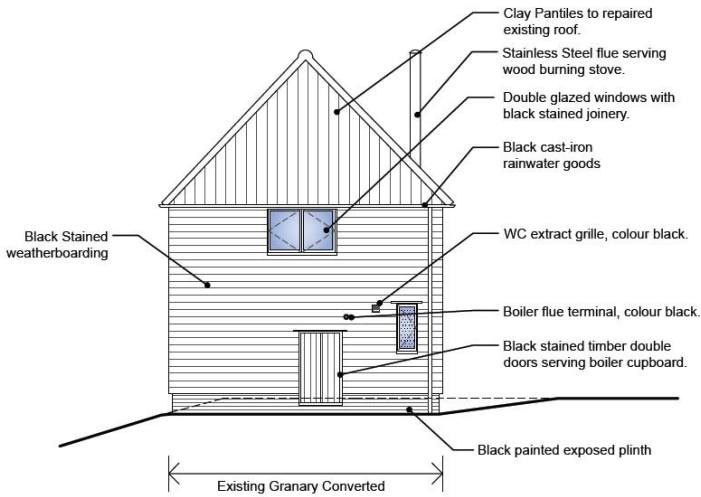 Clay Pantiles to repaired
existing roof.
Stainless Steel flue serving
wood burning stove.
Double glazed windows with
black stained joinery.
Black cast-iron
rainwater goods
Black Stained
weatherboarding
WC extract grille, colour black.
Boiler flue terminal, colour black.
Black stained timber double
doors serving boiler cupboard.
Black painted exposed plinth
Existing Granary Converted